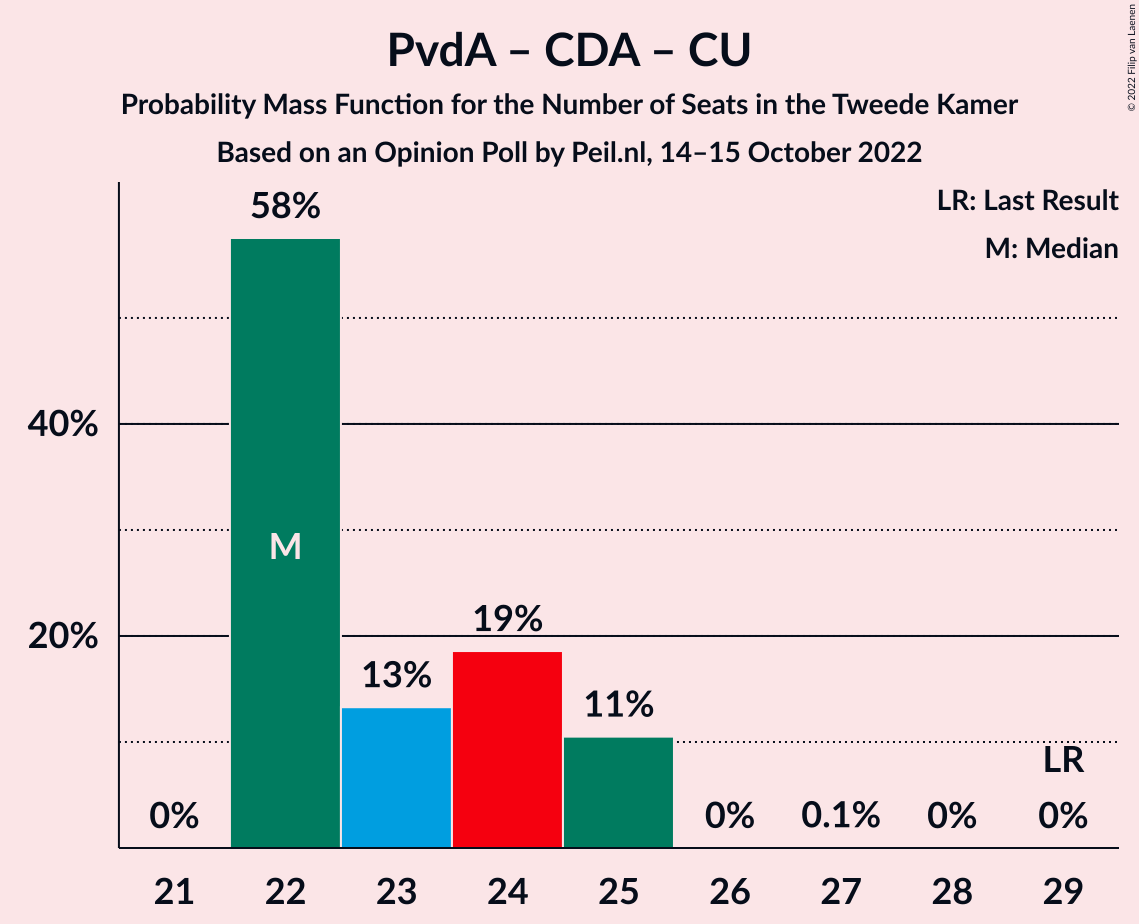 PvdA – CDA – CU
Probability Mass Function for the Number of Seats in the Tweede Kamer
Based on an Opinion Poll by Peil.nl, 14–15 October 2022
© 2022 Filip van Laenen
LR: Last Result
M: Median
58%
40%
M
20%
19%
13%
11%
LR
0%
0%
0.1%
0%
0%
21 22 23 24 25 26 27 28 29